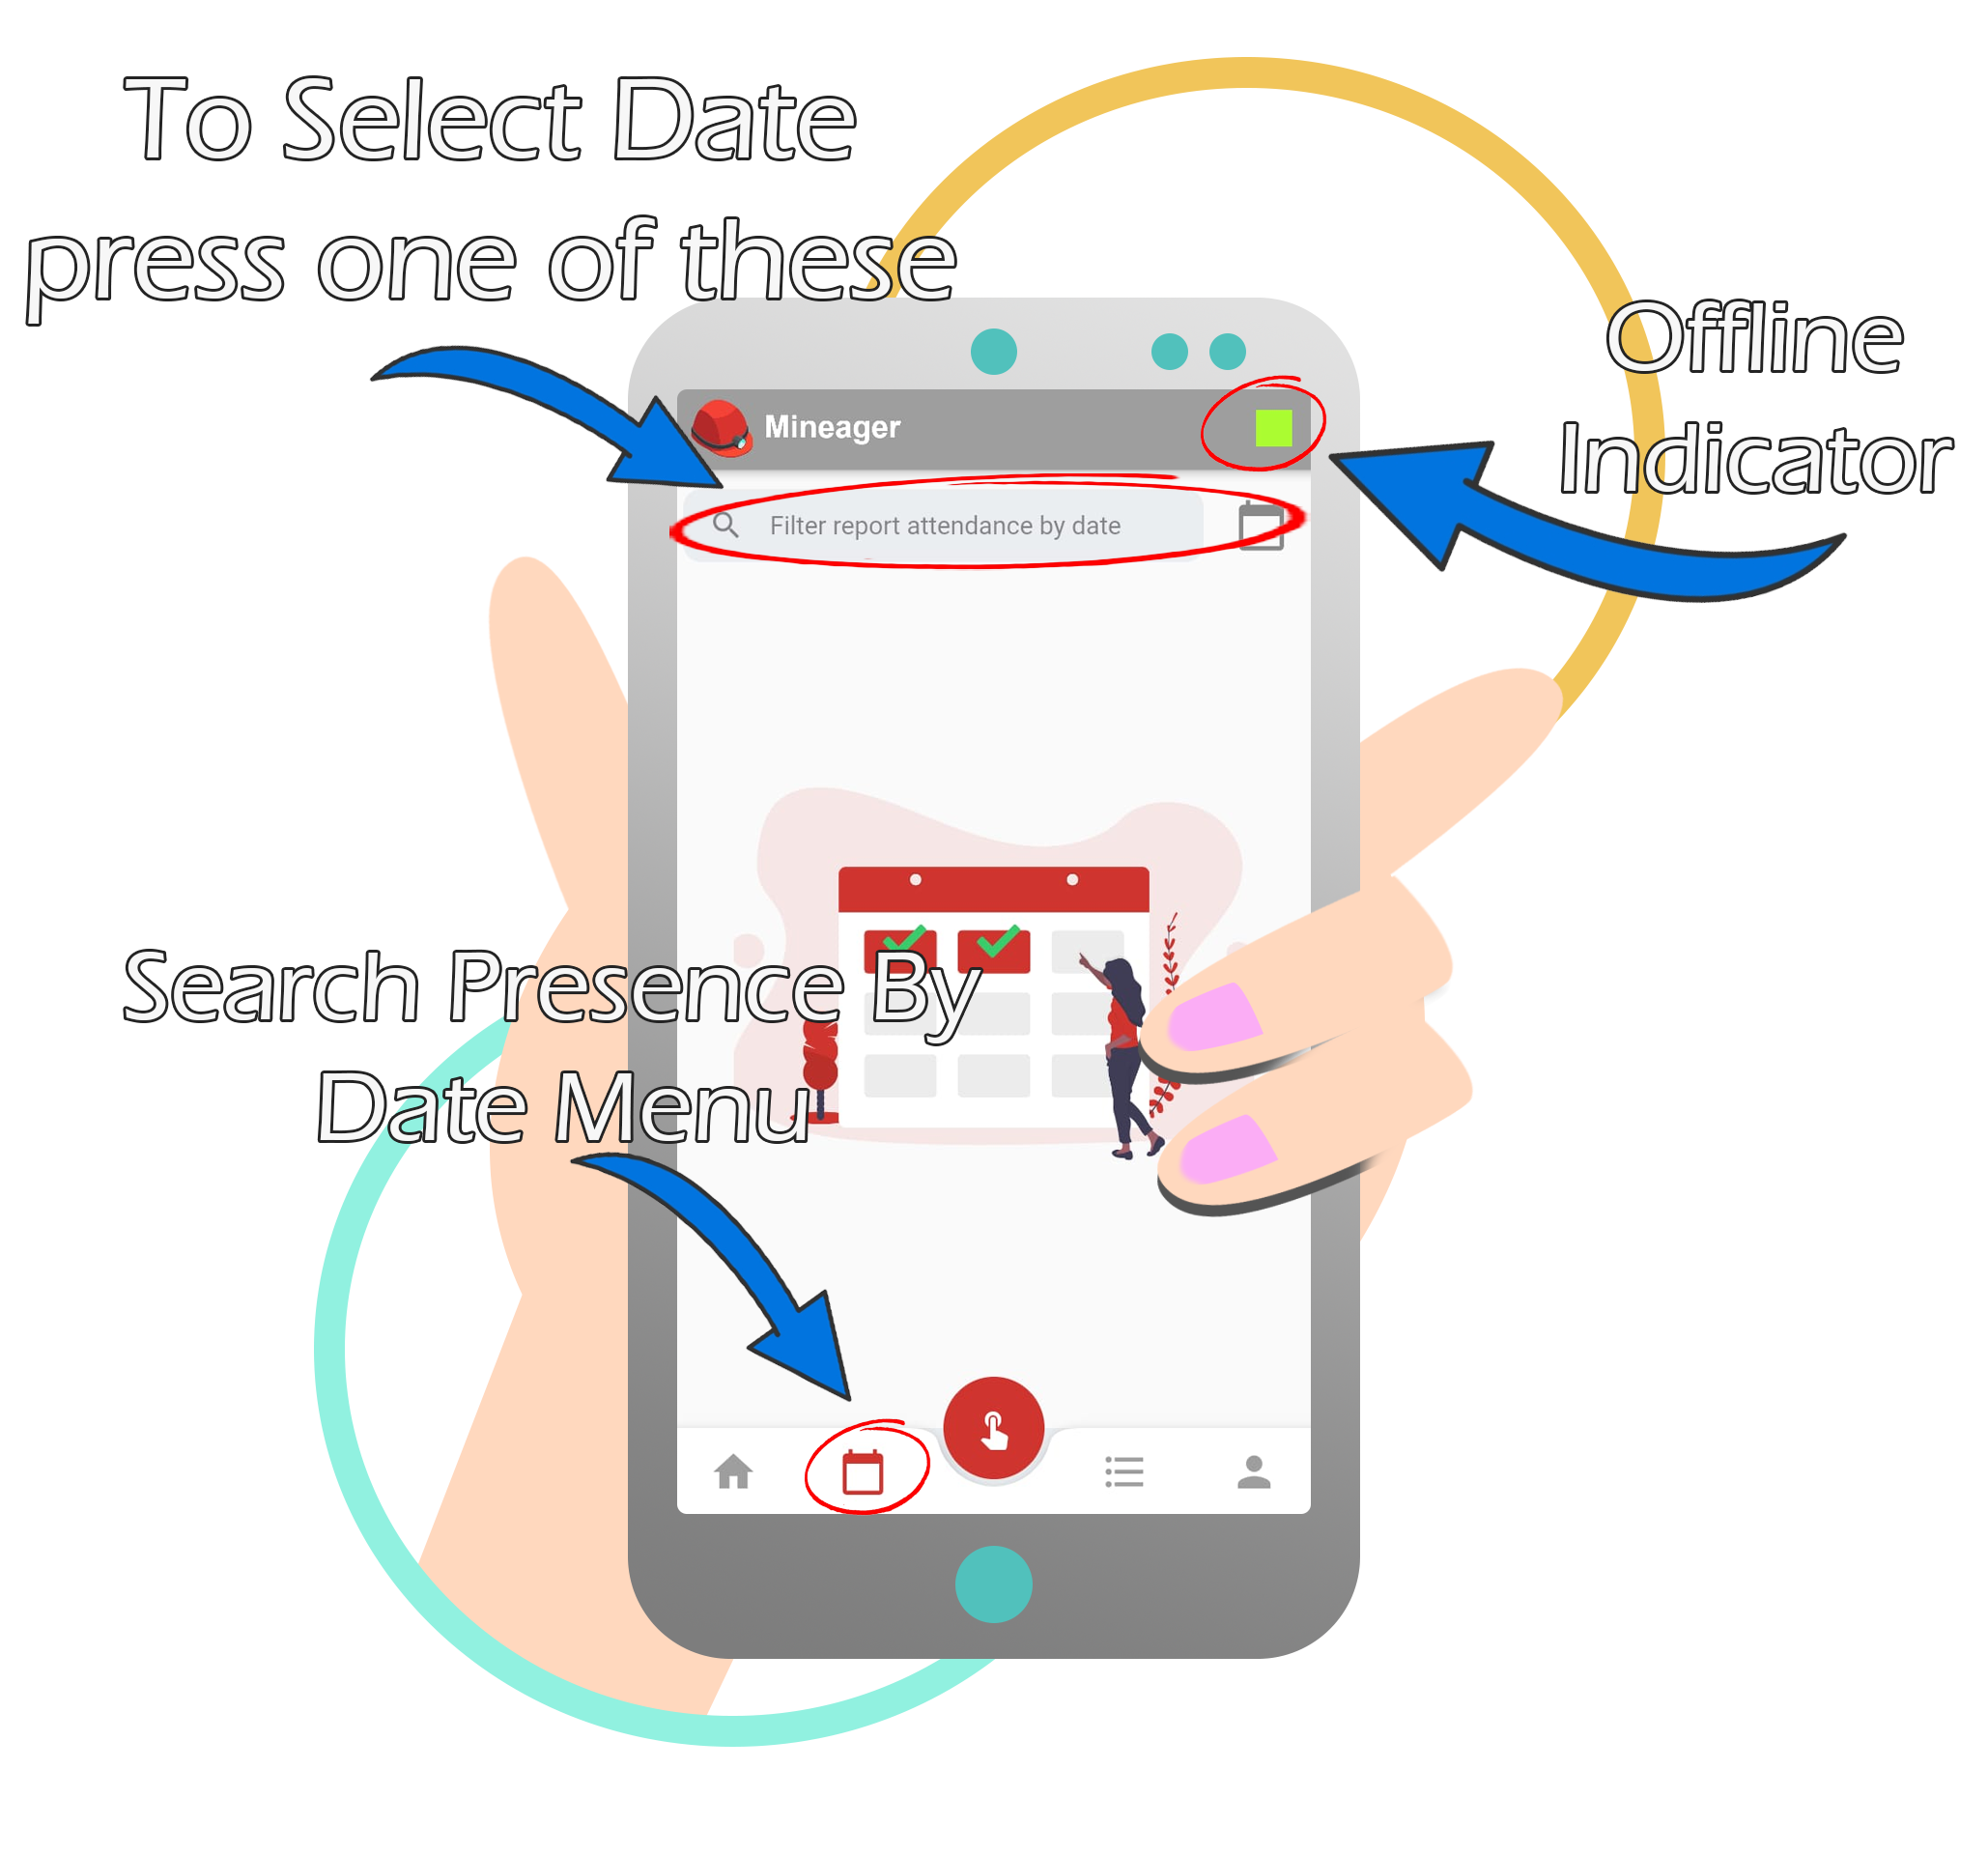 To Select Date
press one of these
Offline
Indicator
Mineager
Filter report attendance by date
Search Presence By
Date Menu